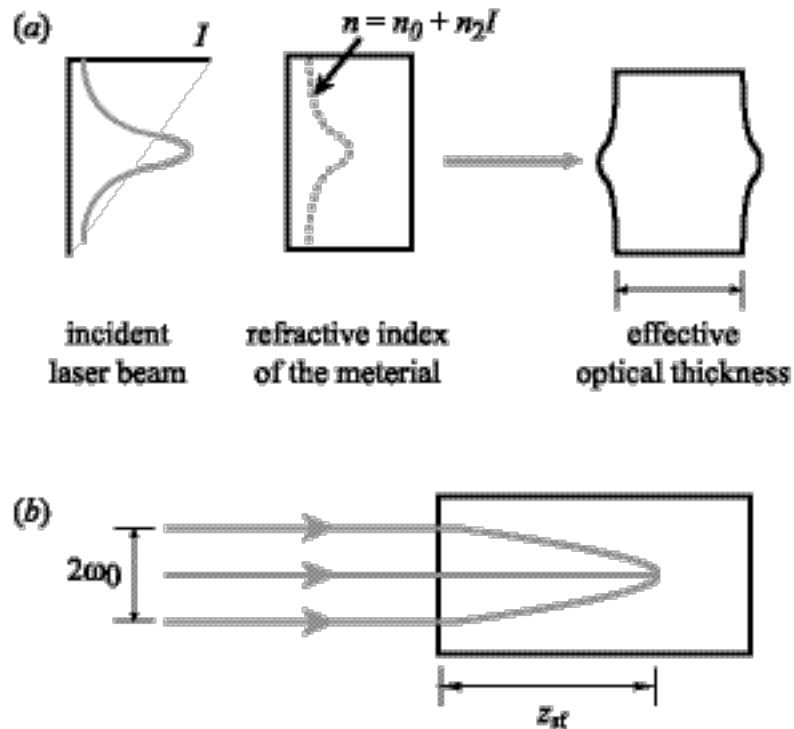 (a)
I
n = n0 + n2I
incident
laser beam
refractive index
of the meterial
effective
optical thickness
(b)
2ω0
zsf